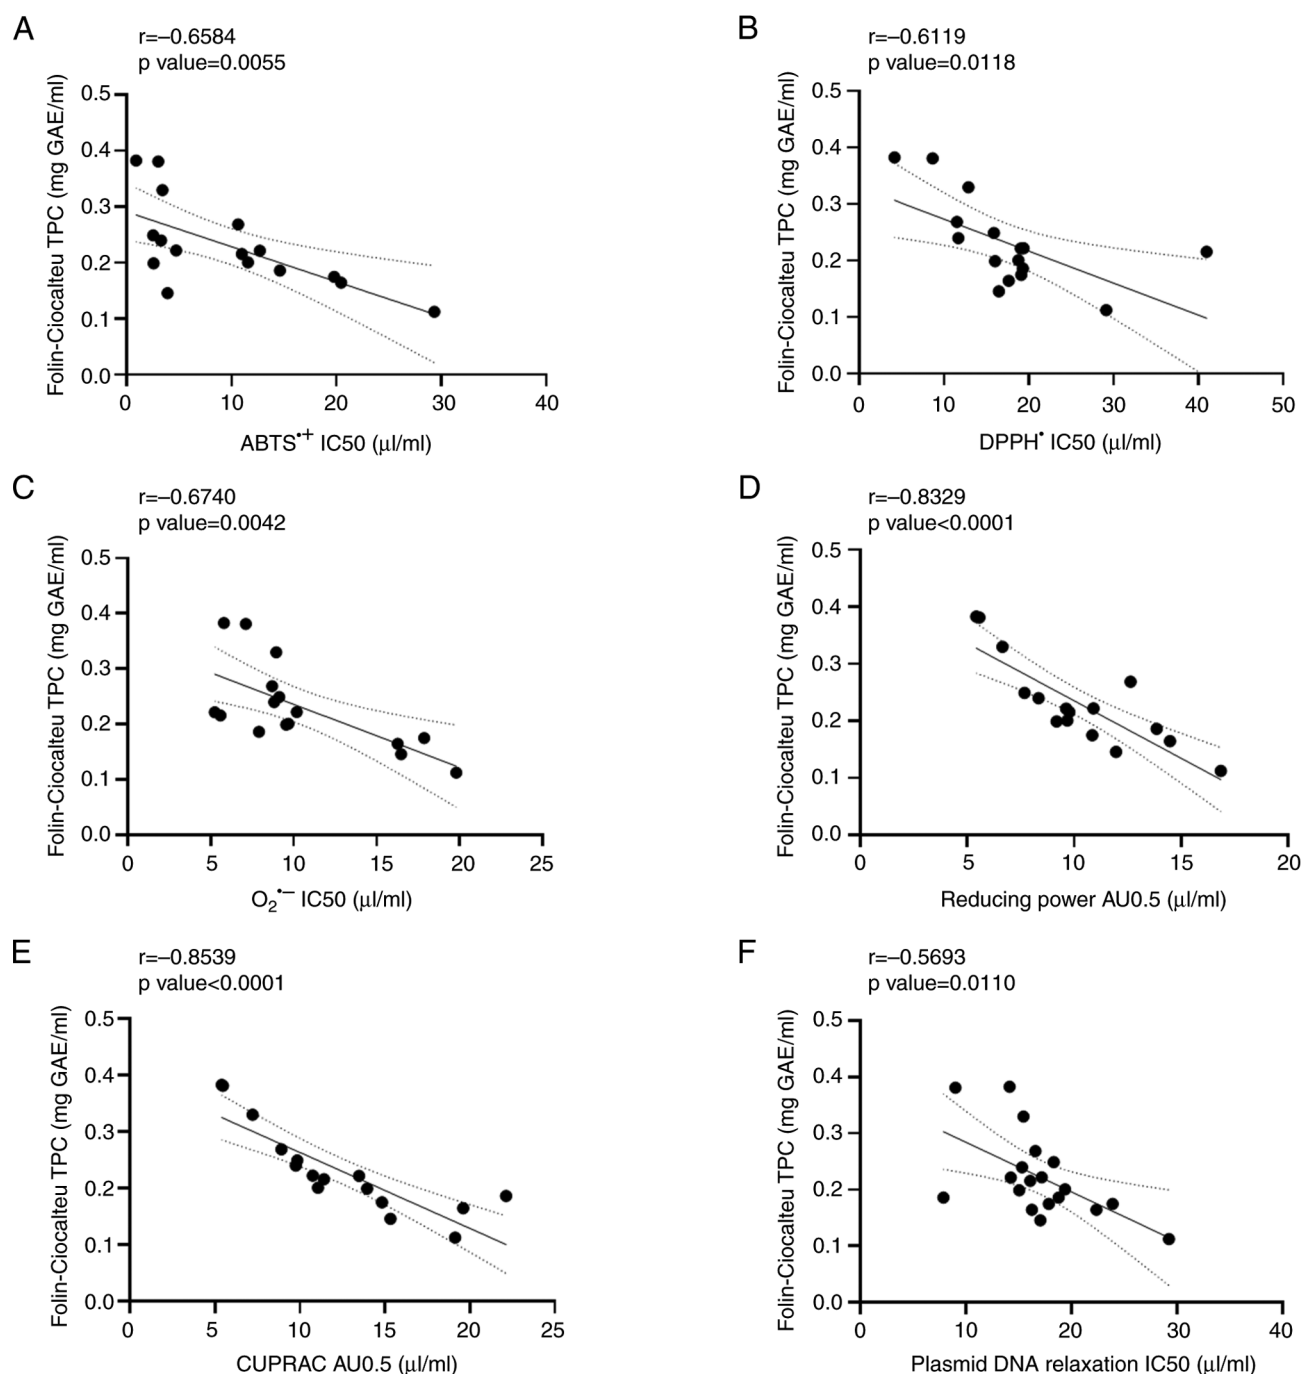 A
r=–0.6584
p value=0.0055
Folin-Ciocalteu TPC (mg GAE/ml)
0.5
0.4
0.3
0.2
0.1
0.0
0 10 20 30 40
ABTS•+ IC50 (µl/ml)
B
r=–0.6119
p value=0.0118
Folin-Ciocalteu TPC (mg GAE/ml)
0.5
0.4
0.3
0.2
0.1
0.0
0 10 20 30 40 50
DPPH• IC50 (µl/ml)
C
r=–0.6740
p value=0.0042
Folin-Ciocalteu TPC (mg GAE/ml)
0.5
0.4
0.3
0.2
0.1
0.0
0 5 10 15 20 25
O2•– IC50 (µl/ml)
D
r=–0.8329
p value<0.0001
Folin-Ciocalteu TPC (mg GAE/ml)
0.5
0.4
0.3
0.2
0.1
0.0
0 5 10 15 20
Reducing power AU0.5 (µl/ml)
E
r=–0.8539
p value<0.0001
Folin-Ciocalteu TPC (mg GAE/ml)
0.5
0.4
0.3
0.2
0.1
0.0
0 5 10 15 20 25
CUPRAC AU0.5 (µl/ml)
F
r=–0.5693
p value=0.0110
Folin-Ciocalteu TPC (mg GAE/ml)
0.5
0.4
0.3
0.2
0.1
0.0
0 10 20 30 40
Plasmid DNA relaxation IC50 (µl/ml)